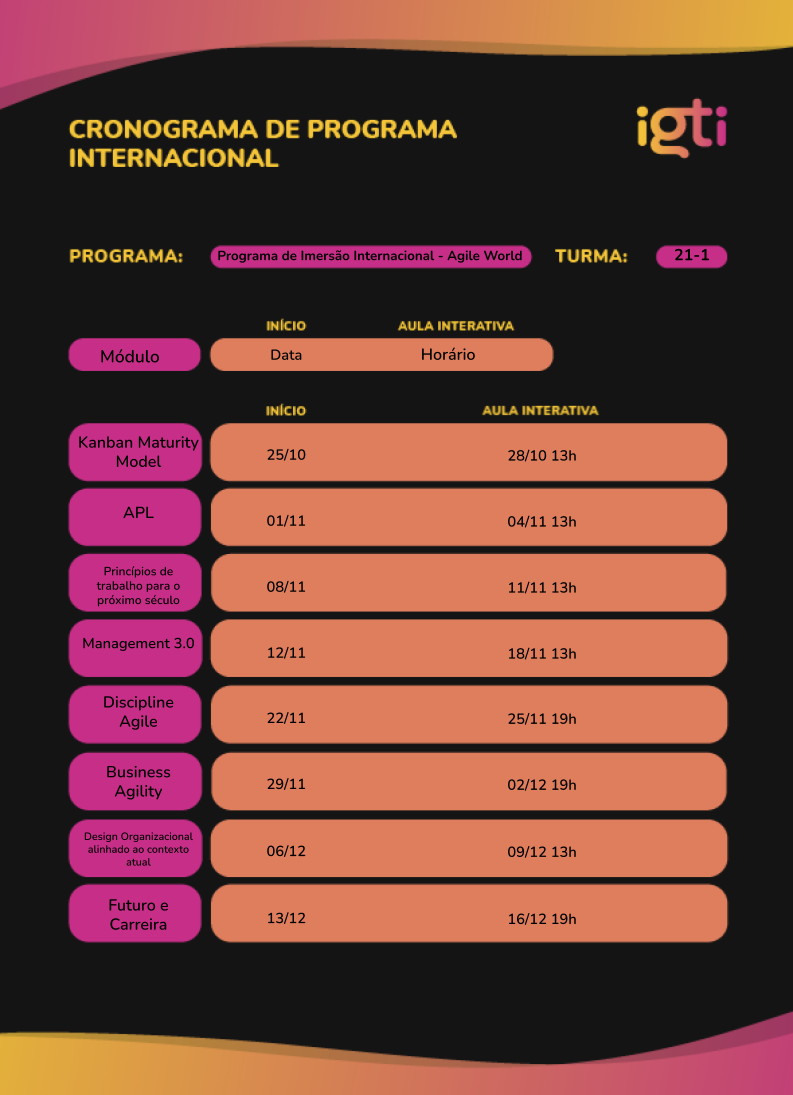 CRONOGRAMA DE PROGRAMA
INTERNACIONAL
igti
PROGRAMA: Programa de Imersão Internacional - Agile World TURMA: 21-1
INÍCIO AULA INTERATIVA
Módulo Data Horário
INÍCIO AULA INTERATIVA
Kanban Maturity
Model
25/10 28/10 13h
APL
01/11 04/11 13h
Princípios de
trabalho para o
próximo século
08/11 11/11 13h
Management 3.0
12/11 18/11 13h
Discipline
Agile
22/11 25/11 19h
Business
Agility
29/11 02/12 19h
Design Organizacional
alinhado ao contexto
atual
06/12 09/12 13h
Futuro e
Carreira
13/12 16/12 19h